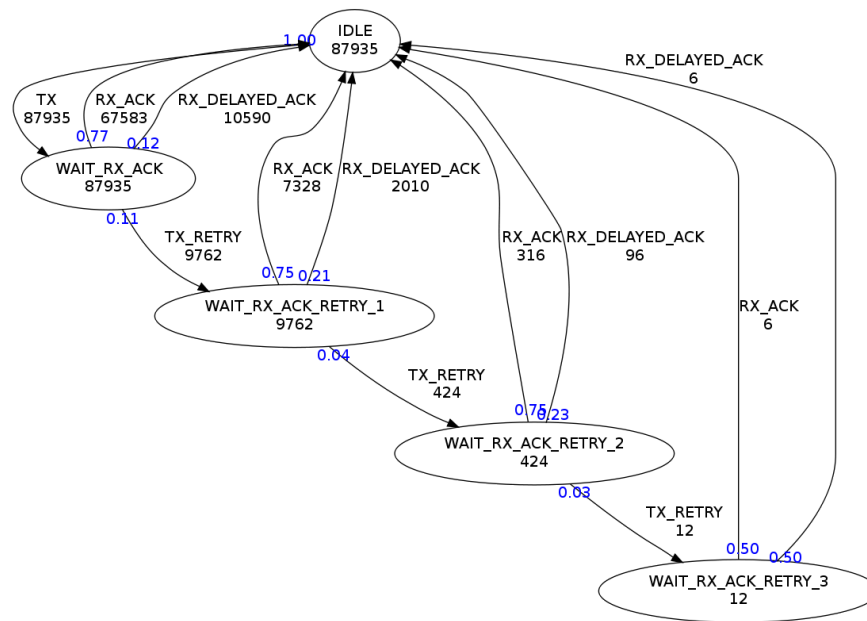 IDLE
87935
1.00
RX_DELAYED_ACK
6
TX
87935
RX_ACK
67583
RX_DELAYED_ACK
10590
0.77
0.12
WAIT_RX_ACK
87935
0.11
RX_ACK
7328
RX_DELAYED_ACK
2010
TX_RETRY
9762
RX_ACK
316
RX_DELAYED_ACK
96
0.75
0.21
WAIT_RX_ACK_RETRY_1
9762
0.04
RX_ACK
6
TX_RETRY
424
0.75
0.23
WAIT_RX_ACK_RETRY_2
424
0.03
TX_RETRY
12
0.50
0.50
WAIT_RX_ACK_RETRY_3
12